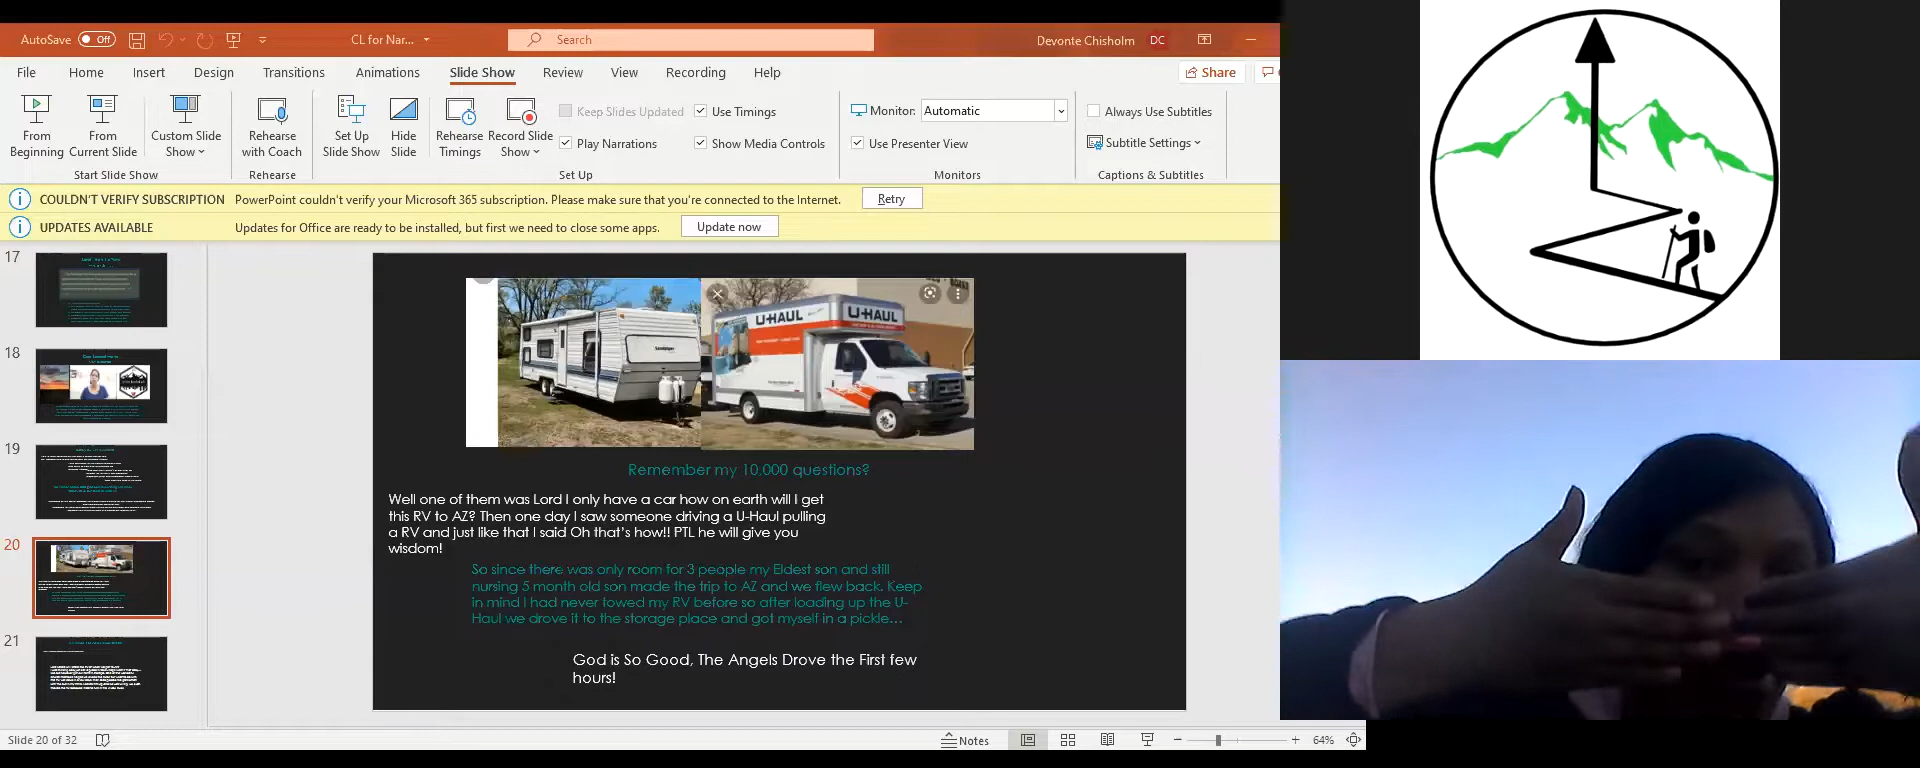 AutoSave Off
CL for Nar...
Search
Devonte Chisholm DC
File Home Insert Design Transitions Animations Slide Show Review View Recording Help
Share
From Beginning
From Current Slide
Custom Slide Show
Start Slide Show
Rehearse with Coach
Rehearse
Set Up Slide Show
Hide Slide
Rehearse Timings
Record Slide Show
Keep Slides Updated
Play Narrations
Use Timings
Show Media Controls
Set Up
Monitor: Automatic
Use Presenter View
Monitors
Always Use Subtitles
Subtitle Settings
Captions & Subtitles
COULDN'T VERIFY SUBSCRIPTION PowerPoint couldn't verify your Microsoft 365 subscription. Please make sure that you're connected to the Internet. Retry
UPDATES AVAILABLE Updates for Office are ready to be installed, but first we need to close some apps. Update now
17
18
19
20
21
U-HAUL U-HAUL
Remember my 10,000 questions?
Well one of them was Lord I only have a car how on earth will I get
this RV to AZ? Then one day I saw someone driving a U-Haul pulling
a RV and just like that I said Oh that's how!! PTL he will give you
wisdom!
So since there was only room for 3 people my Eldest son and still
nursing 5 month old son made the trip to AZ and we flew back. Keep
in mind I had never towed my RV before so after loading up the U-
Haul we drove it to the storage place and got myself in a pickle...
God is So Good, The Angels Drove the First few
hours!
Slide 20 of 32
Notes
64%